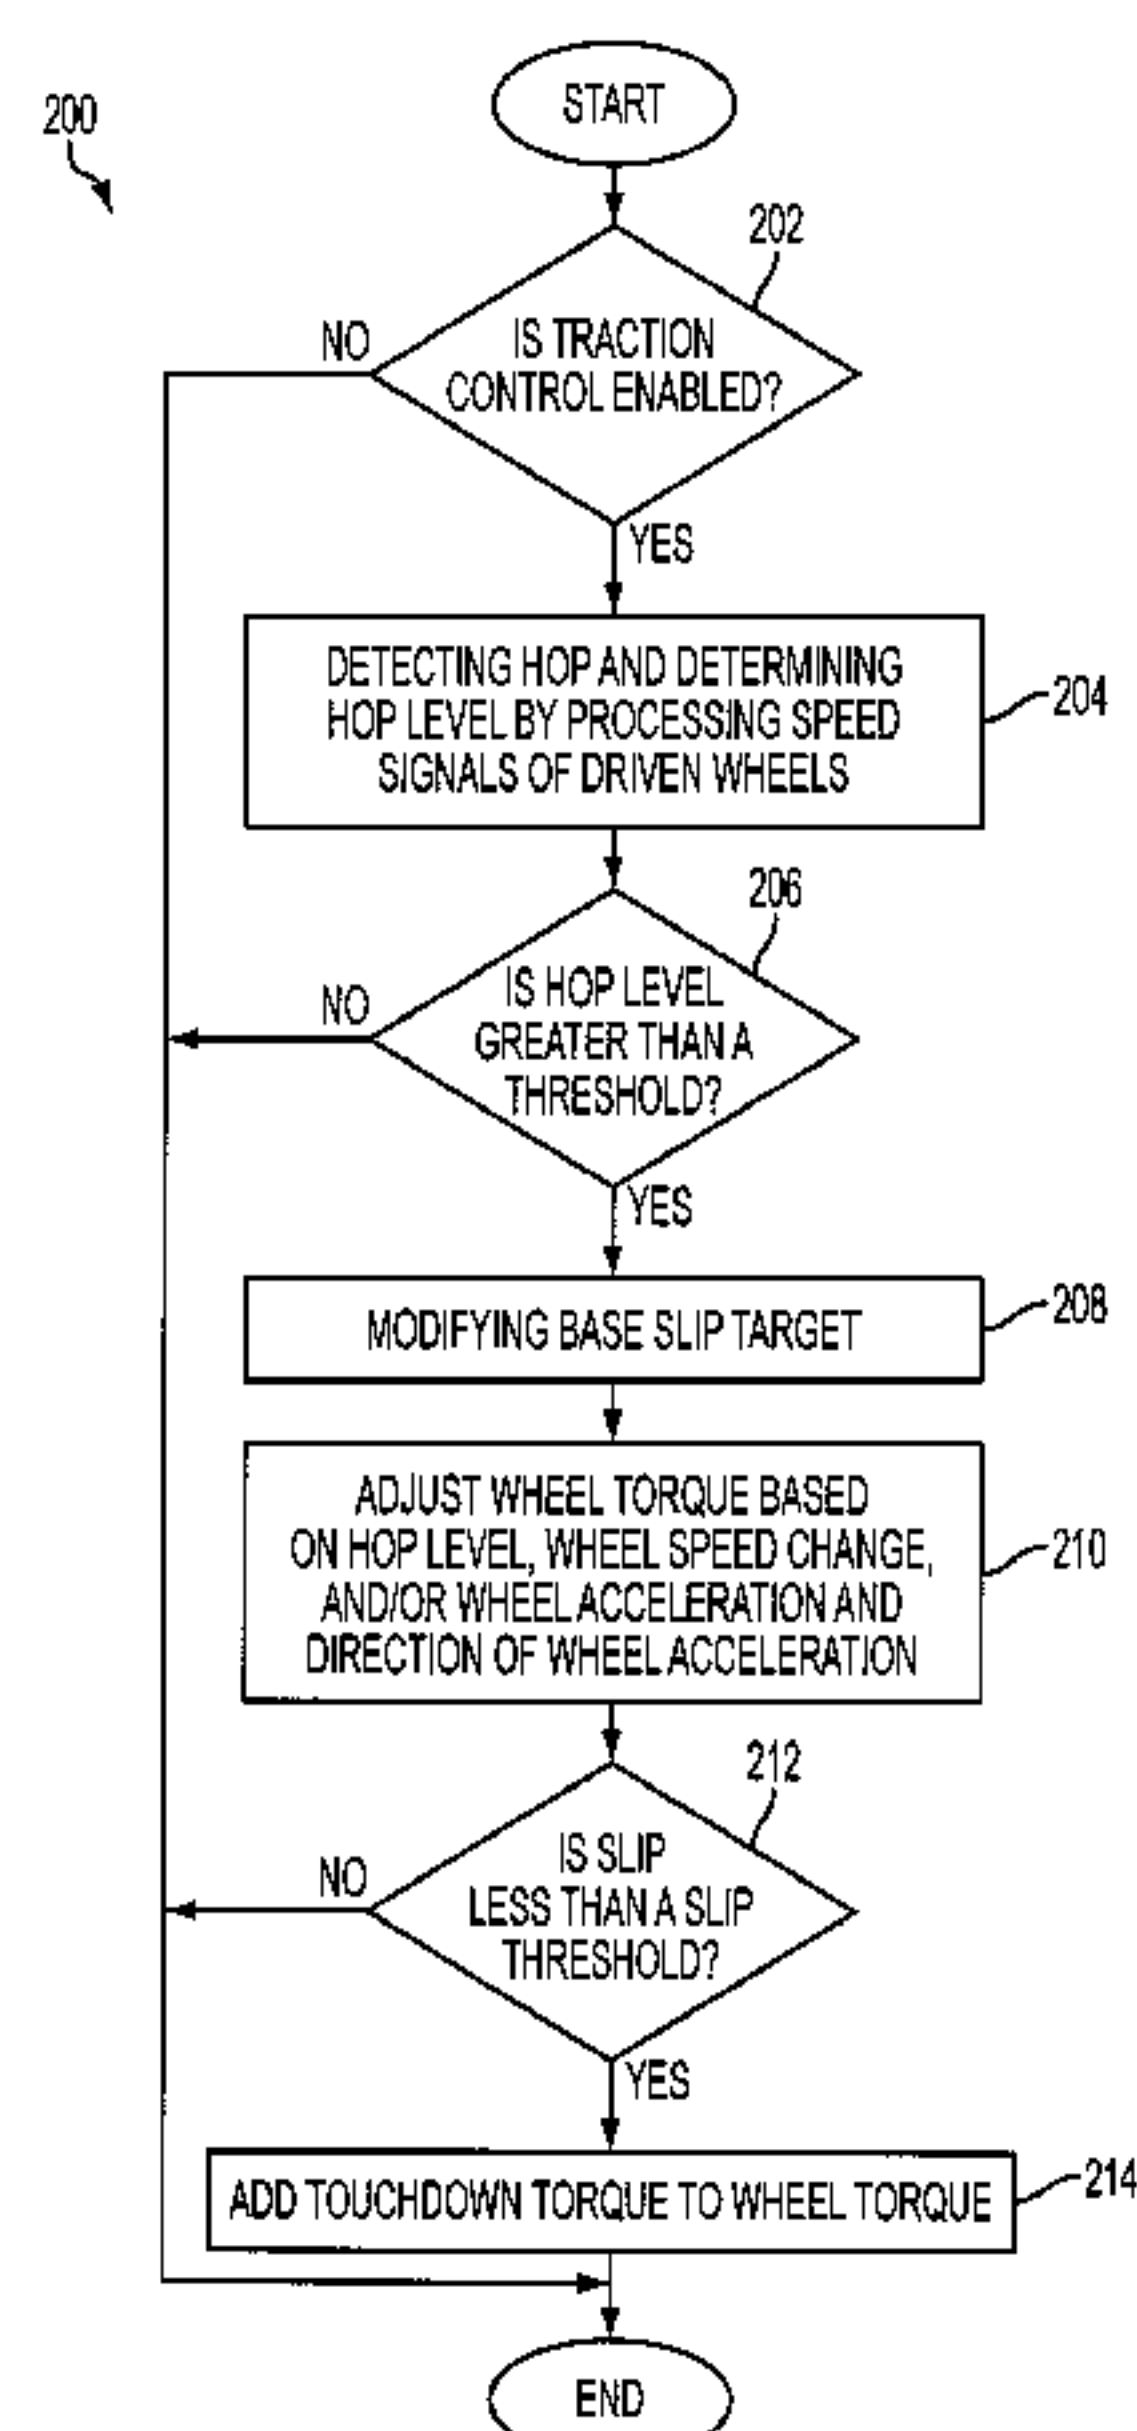 START
200
202
IS TRACTION
CONTROL ENABLED?
NO
YES
DETECTING HOP AND DETERMINING
HOP LEVEL BY PROCESSING SPEED
SIGNALS OF DRIVEN WHEELS
204
206
IS HOP LEVEL
GREATER THAN A
THRESHOLD?
NO
YES
MODIFYING BASE SLIP TARGET
208
ADJUST WHEEL TORQUE BASED
ON HOP LEVEL, WHEEL SPEED CHANGE,
AND/OR WHEEL ACCELERATION AND
DIRECTION OF WHEEL ACCELERATION
210
212
IS SLIP
LESS THAN A SLIP
THRESHOLD?
NO
YES
ADD TOUCHDOWN TORQUE TO WHEEL TORQUE
214
END